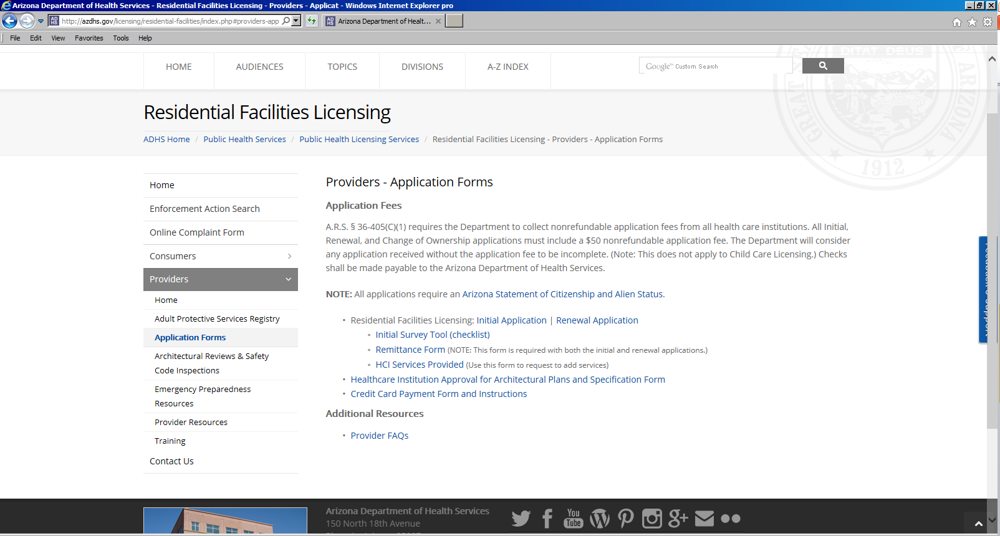 Arizona Department of Health Services - Residential Facilities Licensing - Providers - Applicat - Windows Internet Explorer pro
http://azdhs.gov/licensing/residential-facilities/index.php#providers-app
AD HS Arizona Department of Healt...
File Edit View Favorites Tools Help
HOME AUDIENCES TOPICS DIVISIONS A-Z INDEX
Google™ Custom Search
DITAT DEUS
GREAT
ARIZONA
1912
Residential Facilities Licensing
ADHS Home / Public Health Services / Public Health Licensing Services / Residential Facilities Licensing - Providers - Application Forms
Home
Enforcement Action Search
Online Complaint Form
Consumers
Providers
Home
Adult Protective Services Registry
Application Forms
Architectural Reviews & Safety
Code Inspections
Emergency Preparedness
Resources
Provider Resources
Training
Contact Us
Providers - Application Forms
Application Fees
A.R.S. § 36-405(C)(1) requires the Department to collect nonrefundable application fees from all health care institutions. All Initial,
Renewal, and Change of Ownership applications must include a $50 nonrefundable application fee. The Department will consider
any application received without the application fee to be incomplete. (Note: This does not apply to Child Care Licensing.) Checks
shall be made payable to the Arizona Department of Health Services.
NOTE: All applications require an Arizona Statement of Citizenship and Alien Status.
• Residential Facilities Licensing: Initial Application | Renewal Application
◦ Initial Survey Tool (checklist)
◦ Remittance Form (NOTE: This form is required with both the initial and renewal applications.)
◦ HCI Services Provided (Use this form to request to add services)
• Healthcare Institution Approval for Architectural Plans and Specification Form
• Credit Card Payment Form and Instructions
Additional Resources
• Provider FAQs
Arizona Department of Health Services
150 North 18th Avenue
You Tube